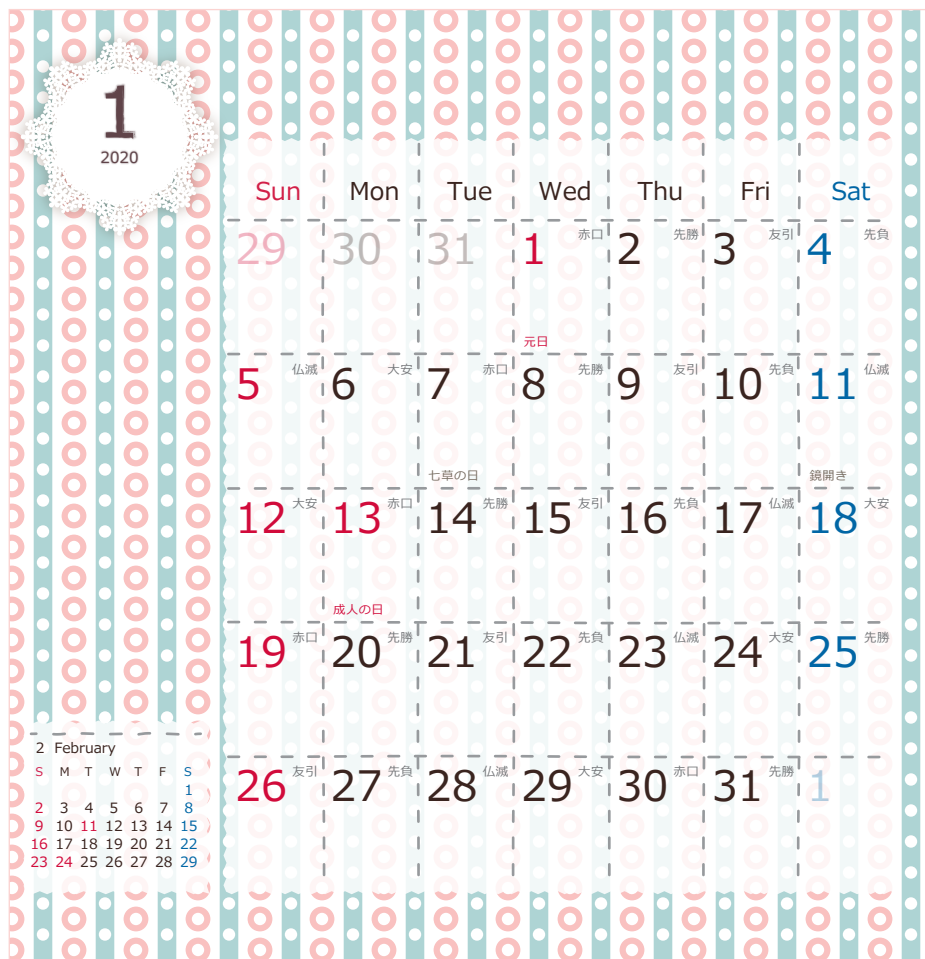 1
2020
Sun Mon Tue Wed Thu Fri Sat
29 30 31 1 赤口 2 先勝 3 友引 4 先負
元日
5 仏滅 6 大安 7 赤口 8 先勝 9 友引 10 先負 11 仏滅
七草の日 鏡開き
12 大安 13 赤口 14 先勝 15 友引 16 先負 17 仏滅 18 大安
成人の日
19 赤口 20 先勝 21 友引 22 先負 23 仏滅 24 大安 25 先勝
26 友引 27 先負 28 仏滅 29 大安 30 赤口 31 先勝 1
2 February
S M T W T F S
1
2 3 4 5 6 7 8
9 10 11 12 13 14 15
16 17 18 19 20 21 22
23 24 25 26 27 28 29